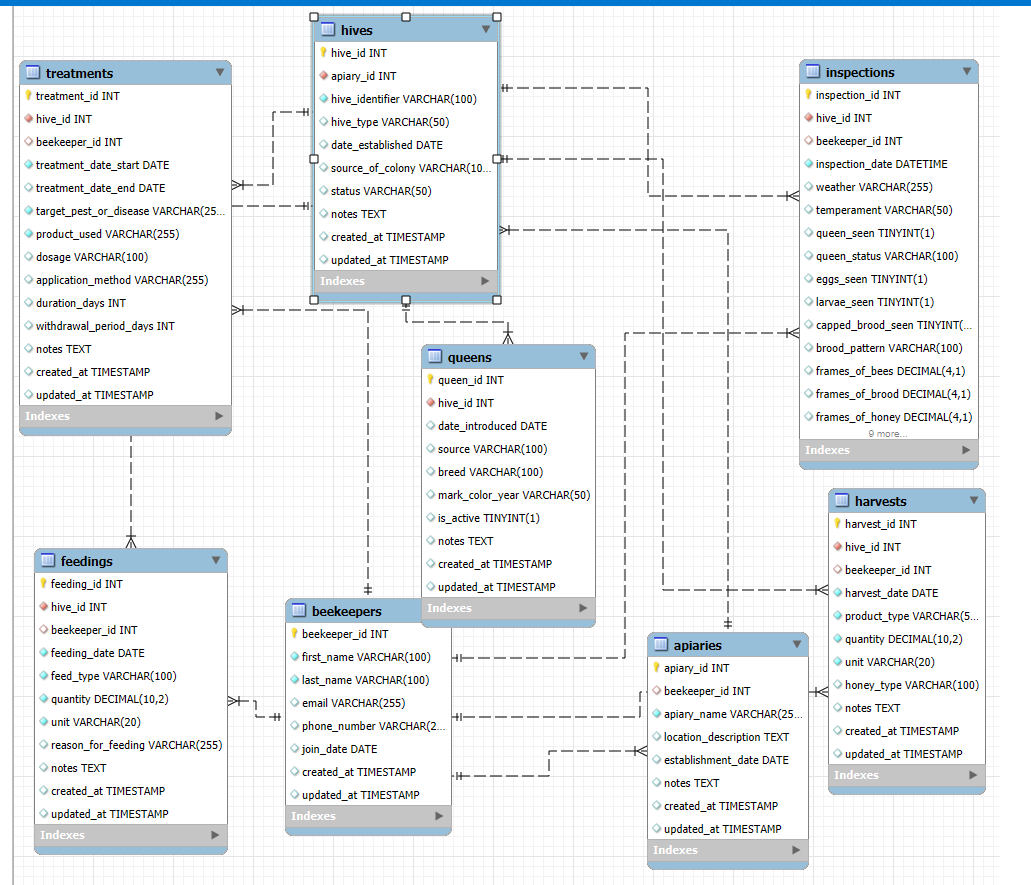 hives
hive_id INT
apiary_id INT
hive_identifier VARCHAR(100)
hive_type VARCHAR(50)
date_established DATE
source_of_colony VARCHAR(10...
status VARCHAR(50)
notes TEXT
created_at TIMESTAMP
updated_at TIMESTAMP
Indexes
treatments
treatment_id INT
hive_id INT
beekeeper_id INT
treatment_date_start DATE
treatment_date_end DATE
target_pest_or_disease VARCHAR(25...
product_used VARCHAR(255)
dosage VARCHAR(100)
application_method VARCHAR(255)
duration_days INT
withdrawal_period_days INT
notes TEXT
created_at TIMESTAMP
updated_at TIMESTAMP
Indexes
inspections
inspection_id INT
hive_id INT
beekeeper_id INT
inspection_date DATETIME
weather VARCHAR(255)
temperament VARCHAR(50)
queen_seen TINYINT(1)
queen_status VARCHAR(100)
eggs_seen TINYINT(1)
larvae_seen TINYINT(1)
capped_brood_seen TINYINT(...
brood_pattern VARCHAR(100)
frames_of_bees DECIMAL(4,1)
frames_of_brood DECIMAL(4,1)
frames_of_honey DECIMAL(4,1)
9 more...
Indexes
queens
queen_id INT
hive_id INT
date_introduced DATE
source VARCHAR(100)
breed VARCHAR(100)
mark_color_year VARCHAR(50)
is_active TINYINT(1)
notes TEXT
created_at TIMESTAMP
updated_at TIMESTAMP
Indexes
harvests
harvest_id INT
hive_id INT
beekeeper_id INT
harvest_date DATE
product_type VARCHAR(5...
quantity DECIMAL(10,2)
unit VARCHAR(20)
honey_type VARCHAR(100)
notes TEXT
created_at TIMESTAMP
updated_at TIMESTAMP
Indexes
feedings
feeding_id INT
hive_id INT
beekeeper_id INT
feeding_date DATE
feed_type VARCHAR(100)
quantity DECIMAL(10,2)
unit VARCHAR(20)
reason_for_feeding VARCHAR(255)
notes TEXT
created_at TIMESTAMP
updated_at TIMESTAMP
Indexes
beekeepers
beekeeper_id INT
first_name VARCHAR(100)
last_name VARCHAR(100)
email VARCHAR(255)
phone_number VARCHAR(2...
join_date DATE
created_at TIMESTAMP
updated_at TIMESTAMP
Indexes
apiaries
apiary_id INT
beekeeper_id INT
apiary_name VARCHAR(25...
location_description TEXT
establishment_date DATE
notes TEXT
created_at TIMESTAMP
updated_at TIMESTAMP
Indexes